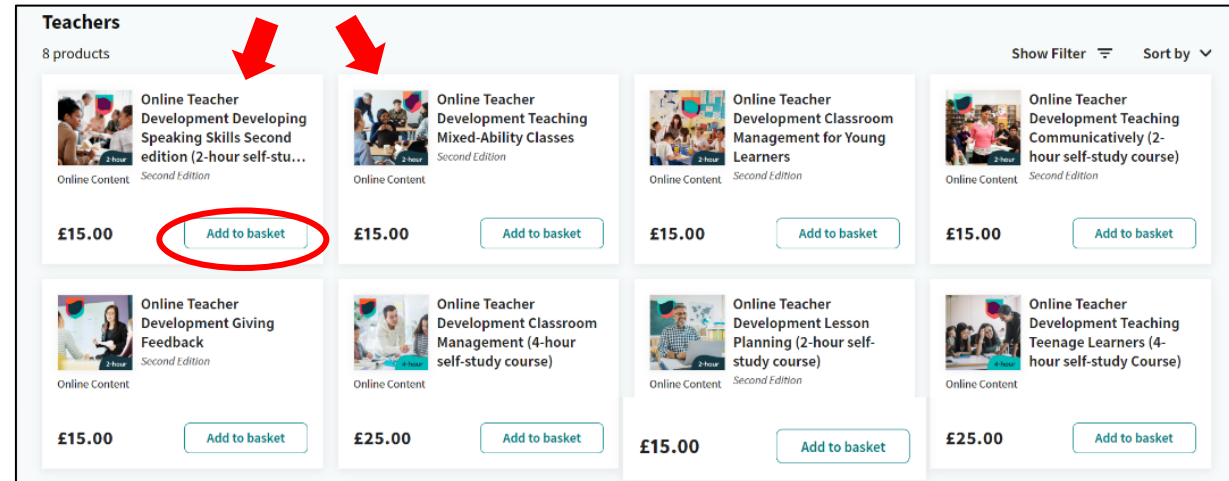 Teachers
8 products
Show Filter
Sort by
Online Teacher
Development Developing
Speaking Skills Second
edition (2-hour self-stu...
Second Edition
2-hour
Online Content
£15.00
Add to basket
Online Teacher
Development Teaching
Mixed-Ability Classes
Second Edition
2-hour
Online Content
£15.00
Add to basket
Online Teacher
Development Classroom
Management for Young
Learners
Second Edition
2-hour
Online Content
£15.00
Add to basket
Online Teacher
Development Teaching
Communicatively (2-
hour self-study course)
Second Edition
2-hour
Online Content
£15.00
Add to basket
Online Teacher
Development Giving
Feedback
Second Edition
2-hour
Online Content
£15.00
Add to basket
Online Teacher
Development Classroom
Management (4-hour
self-study course)
4-hour
Online Content
£25.00
Add to basket
Online Teacher
Development Lesson
Planning (2-hour self-
study course)
Second Edition
2-hour
Online Content
£15.00
Add to basket
Online Teacher
Development Teaching
Teenage Learners (4-
hour self-study Course)
4-hour
Online Content
£25.00
Add to basket